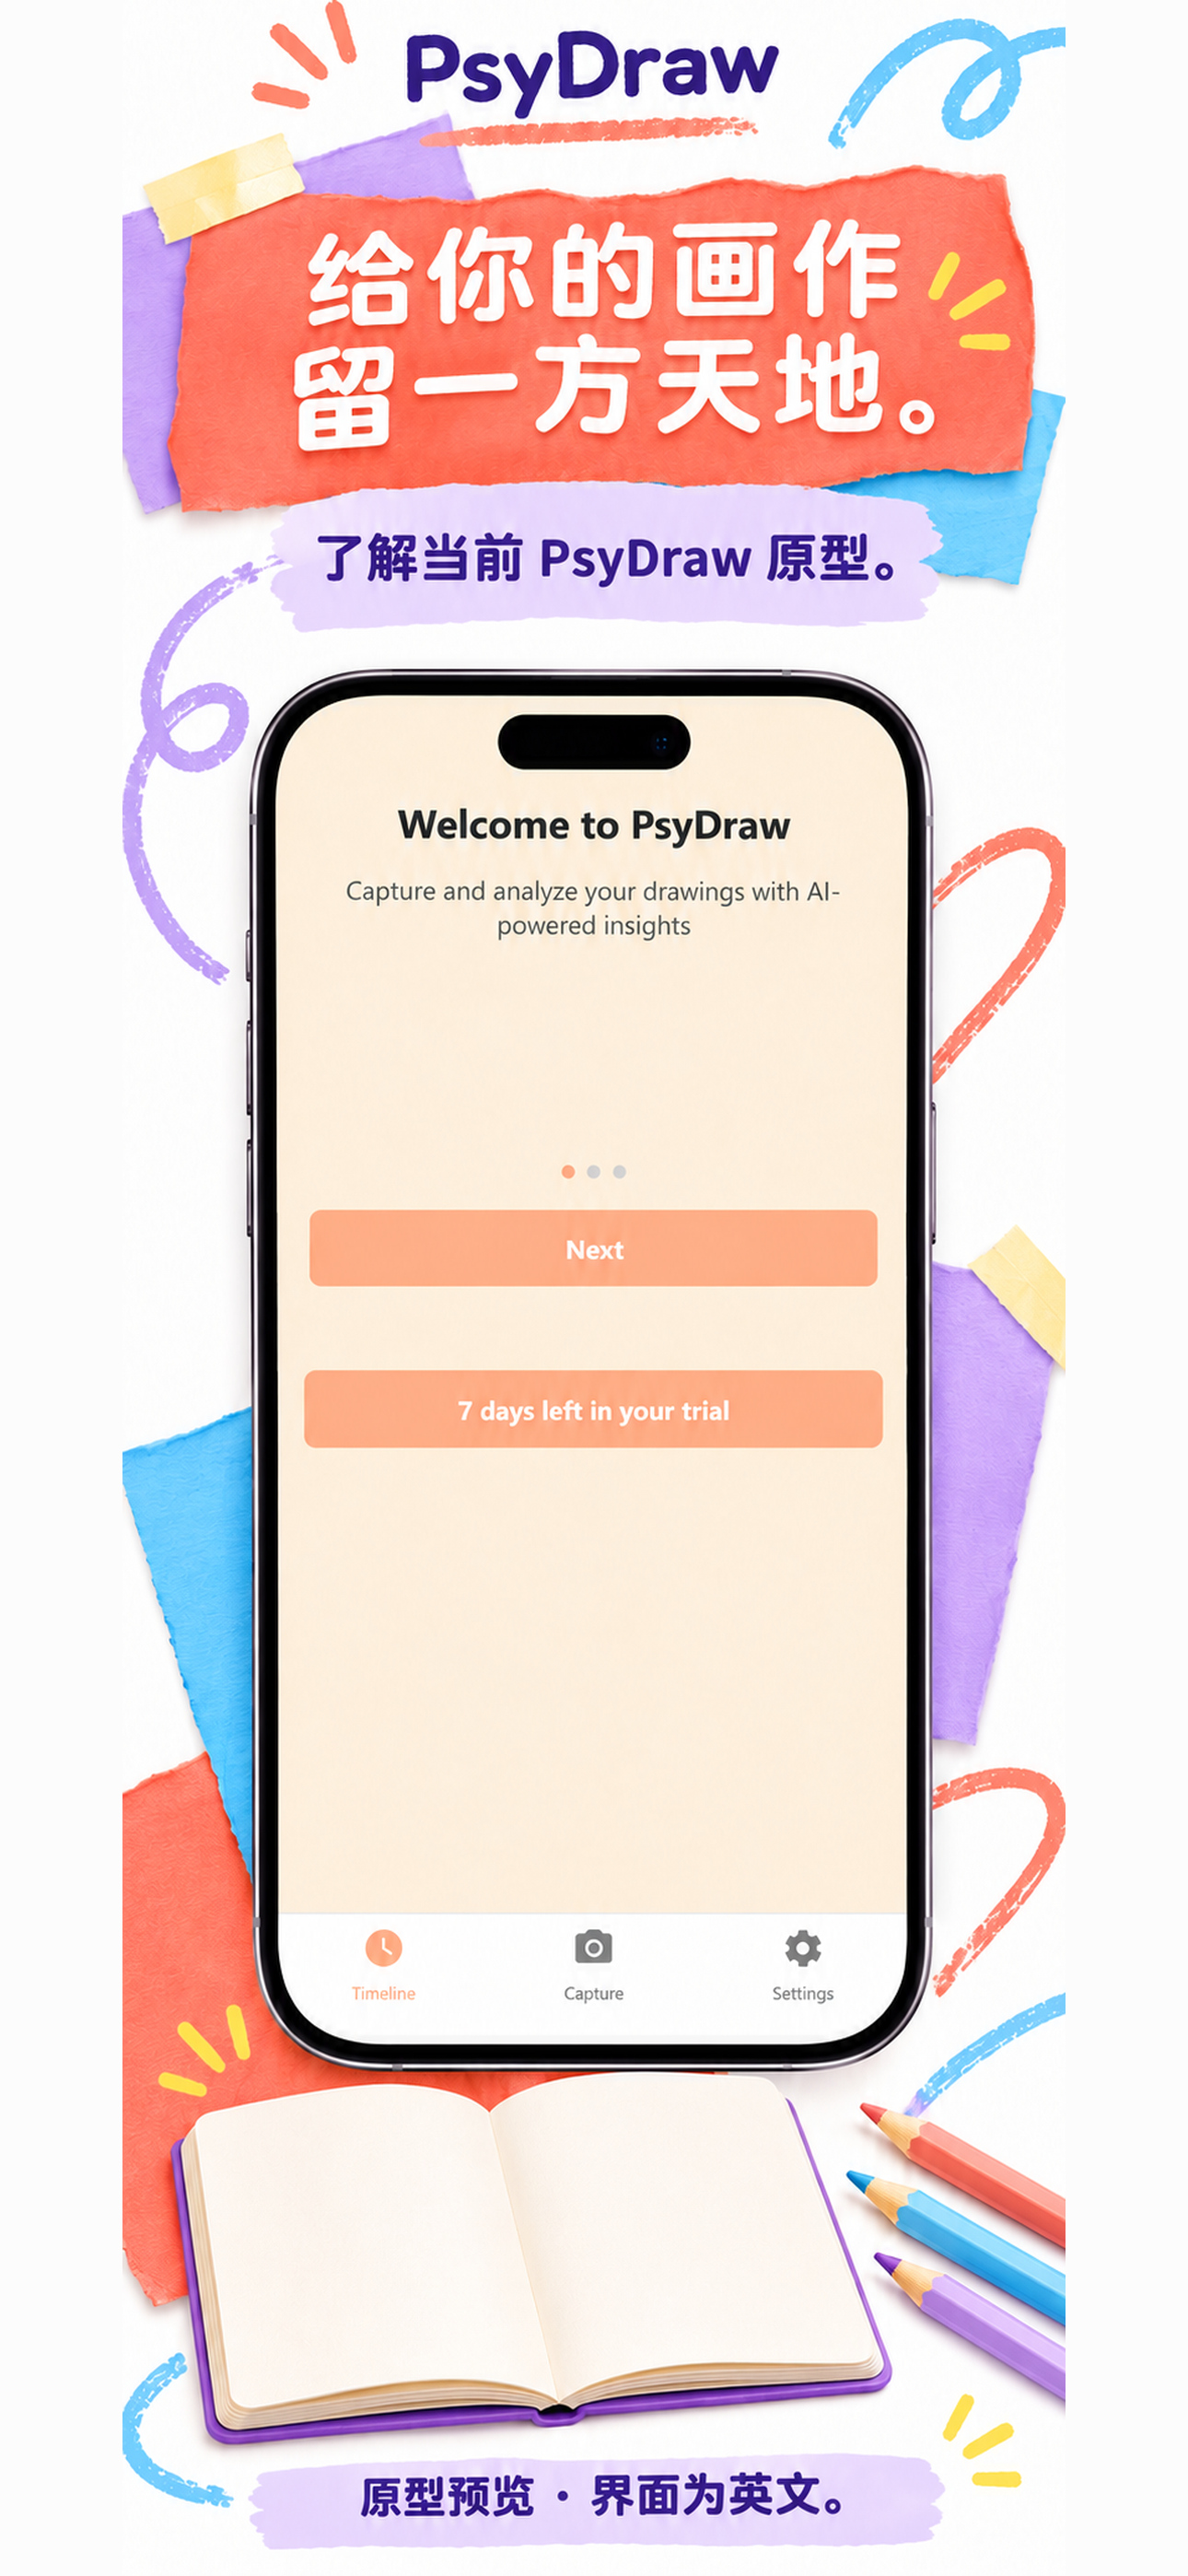 PsyDraw
给你的画作
留一方天地。
了解当前 PsyDraw 原型。
Welcome to PsyDraw
Capture and analyze your drawings with AI-
powered insights
Next
7 days left in your trial
Timeline
Capture
Settings
原型预览 · 界面为英文。